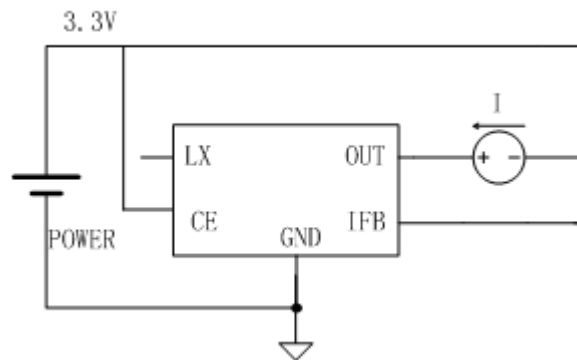 3.3V
I
LX
OUT
+
-
CE
IFB
POWER
GND